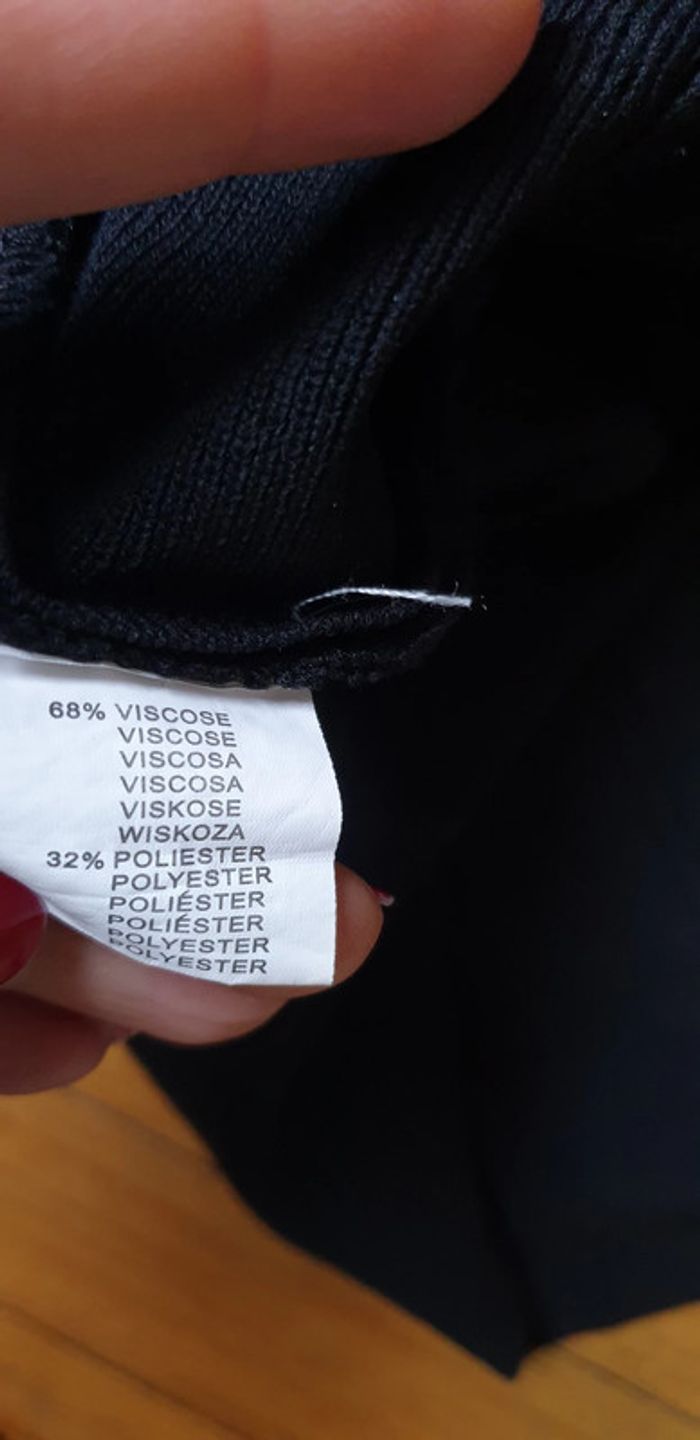 68% VISCOSE
VISCOSE
VISCOSA
VISCOSA
VISKOSE
WISKOZA
32% POLIESTER
POLYESTER
POLIÉSTER
POLIÉSTER
POLYESTER
POLYESTER